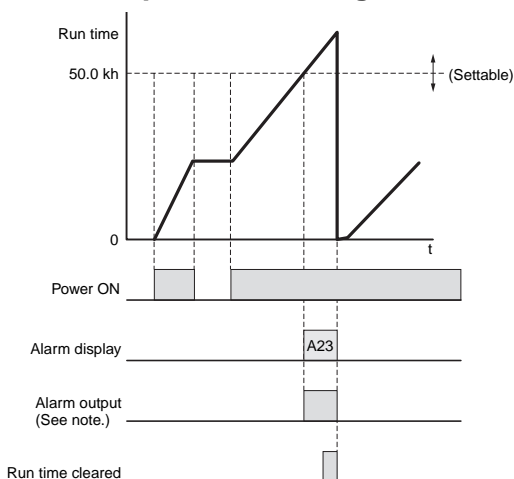 Run time
50.0 kh
(Settable)
0
t
Power ON
Alarm display
A23
Alarm output
(See note.)
Run time cleared